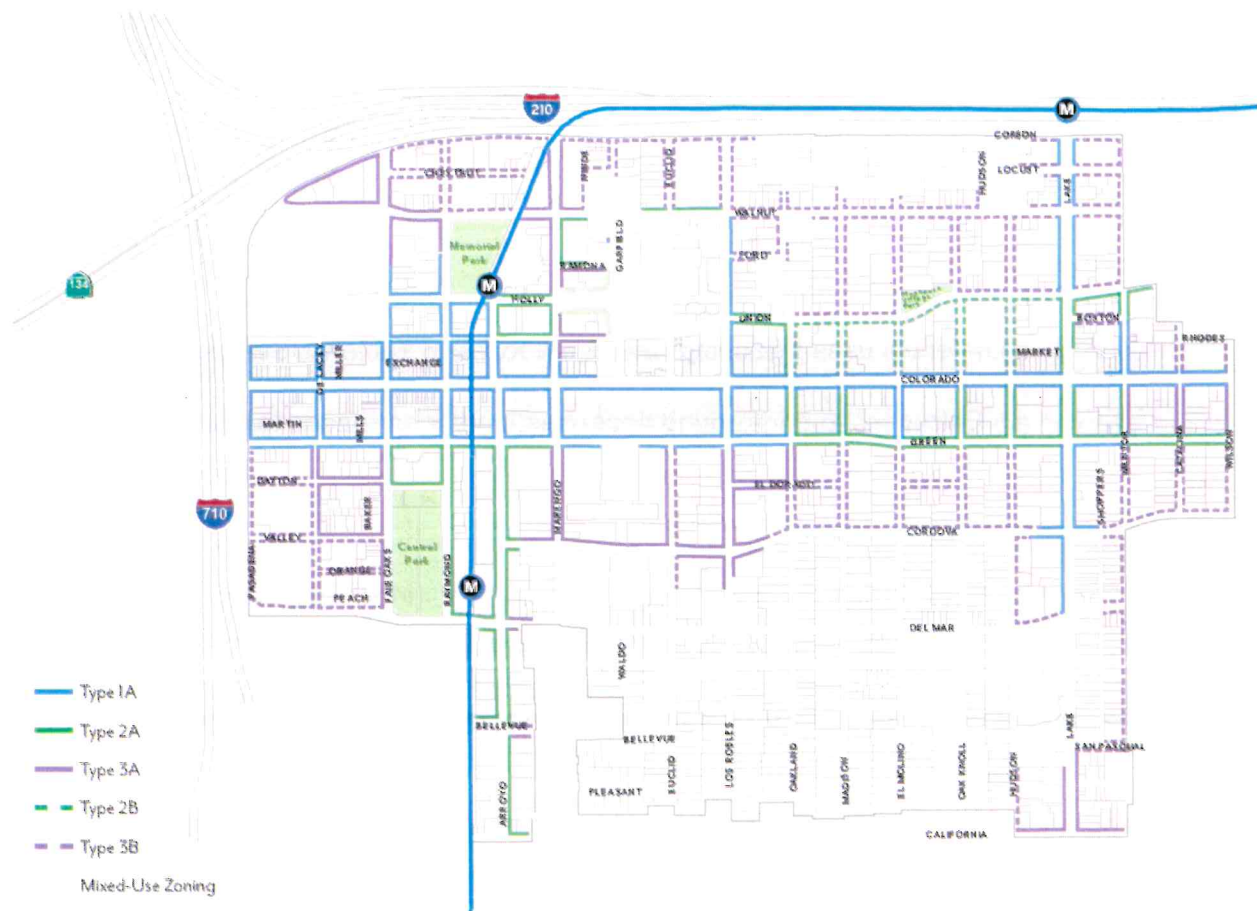 210
M
CORSON
LOCUST
HUDSON
LAKE
EUCLID
WALNUT
FORD
GARFIELD
Memorial
Park
134
M
RAMONA
HOLLY
UNION
BOXTON
RHODES
MARKET
DE LACEY
MILLER
EXCHANGE
COLORADO
MARTIN
MILLS
GREEN
MENTOR
CATALINA
WILSON
SHOPPERS
DAYTON
BAKER
MARENGO
EL DORADO
CORDOVA
710
VALLEY
Central
Park
PASADENA
ORANGE
FAIR OAKS
RAYMOND
M
PEACH
DEL MAR
WALDO
Type 1A
Type 2A
Type 3A
Type 2B
Type 3B
Mixed-Use Zoning
BELLEVUE
BELLEVUE
LAKE
SAN PASQUAL
ARROYO
PLEASANT
EUCLID
LOS ROBLES
OAKLAND
MADISON
EL MOLINO
OAK KNOLL
HUDSON
CALIFORNIA